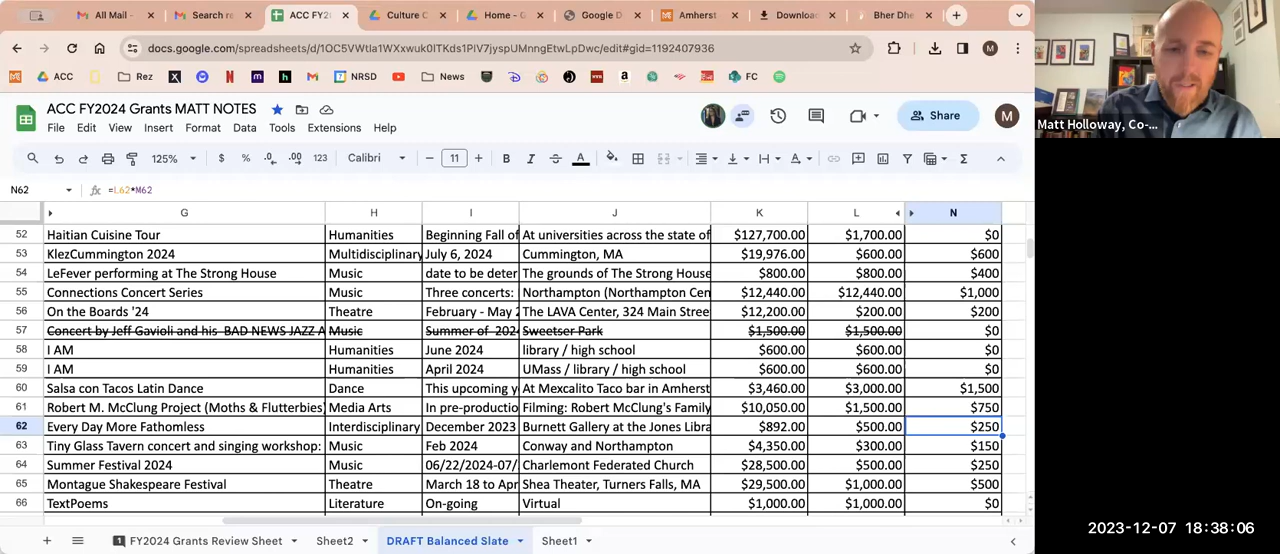 All Mail -
Search re
ACC FY2
Culture C
Home - G
Google D
Amherst
Downloac
Bher Dhe
docs.google.com/spreadsheets/d/1OC5VWtla1WXxwuk0ITKds1PIV7jyspUMnngEtwLpDwc/edit#gid=1192407936
M
ACC
Rez
NRSD
News
FC
ACC FY2024 Grants MATT NOTES
File Edit View Insert Format Data Tools Extensions Help
Share
M
125% $ % .0 .00 123 Calibri 11 B I A
N62 fx =L62*M62
G H I J K L N
52 Haitian Cuisine Tour Humanities Beginning Fall of At universities across the state of $127,700.00 $1,700.00 $0
53 KlezCummington 2024 Multidisciplinary July 6, 2024 Cummington, MA $19,976.00 $600.00 $600
54 LeFever performing at The Strong House Music date to be deter The grounds of The Strong House $800.00 $800.00 $400
55 Connections Concert Series Music Three concerts: Northampton (Northampton Cen $12,440.00 $12,440.00 $1,000
56 On the Boards '24 Theatre February - May 2 The LAVA Center, 324 Main Stree $12,200.00 $200.00 $200
57 Concert by Jeff Gavioli and his BAD NEWS JAZZ A Music Summer of 202 Sweetser Park $1,500.00 $1,500.00 $0
58 I AM Humanities June 2024 library / high school $600.00 $600.00 $0
59 I AM Humanities April 2024 UMass / library / high school $600.00 $600.00 $0
60 Salsa con Tacos Latin Dance Dance This upcoming y At Mexcalito Taco bar in Amherst $3,460.00 $3,000.00 $1,500
61 Robert M. McClung Project (Moths & Flutterbies) Media Arts In pre-productio Filming: Robert McClung's Family $10,050.00 $1,500.00 $750
62 Every Day More Fathomless Interdisciplinary December 2023 Burnett Gallery at the Jones Libra $892.00 $500.00 $250
63 Tiny Glass Tavern concert and singing workshop: Music Feb 2024 Conway and Northampton $4,350.00 $300.00 $150
64 Summer Festival 2024 Music 06/22/2024-07/ Charlemont Federated Church $28,500.00 $500.00 $250
65 Montague Shakespeare Festival Theatre March 18 to Apr Shea Theater, Turners Falls, MA $29,500.00 $1,000.00 $500
66 TextPoems Literature On-going Virtual $1,000.00 $1,000.00 $0
1 FY2024 Grants Review Sheet Sheet2 DRAFT Balanced Slate Sheet1
Matt Holloway, Co-...
2023-12-07 18:38:06